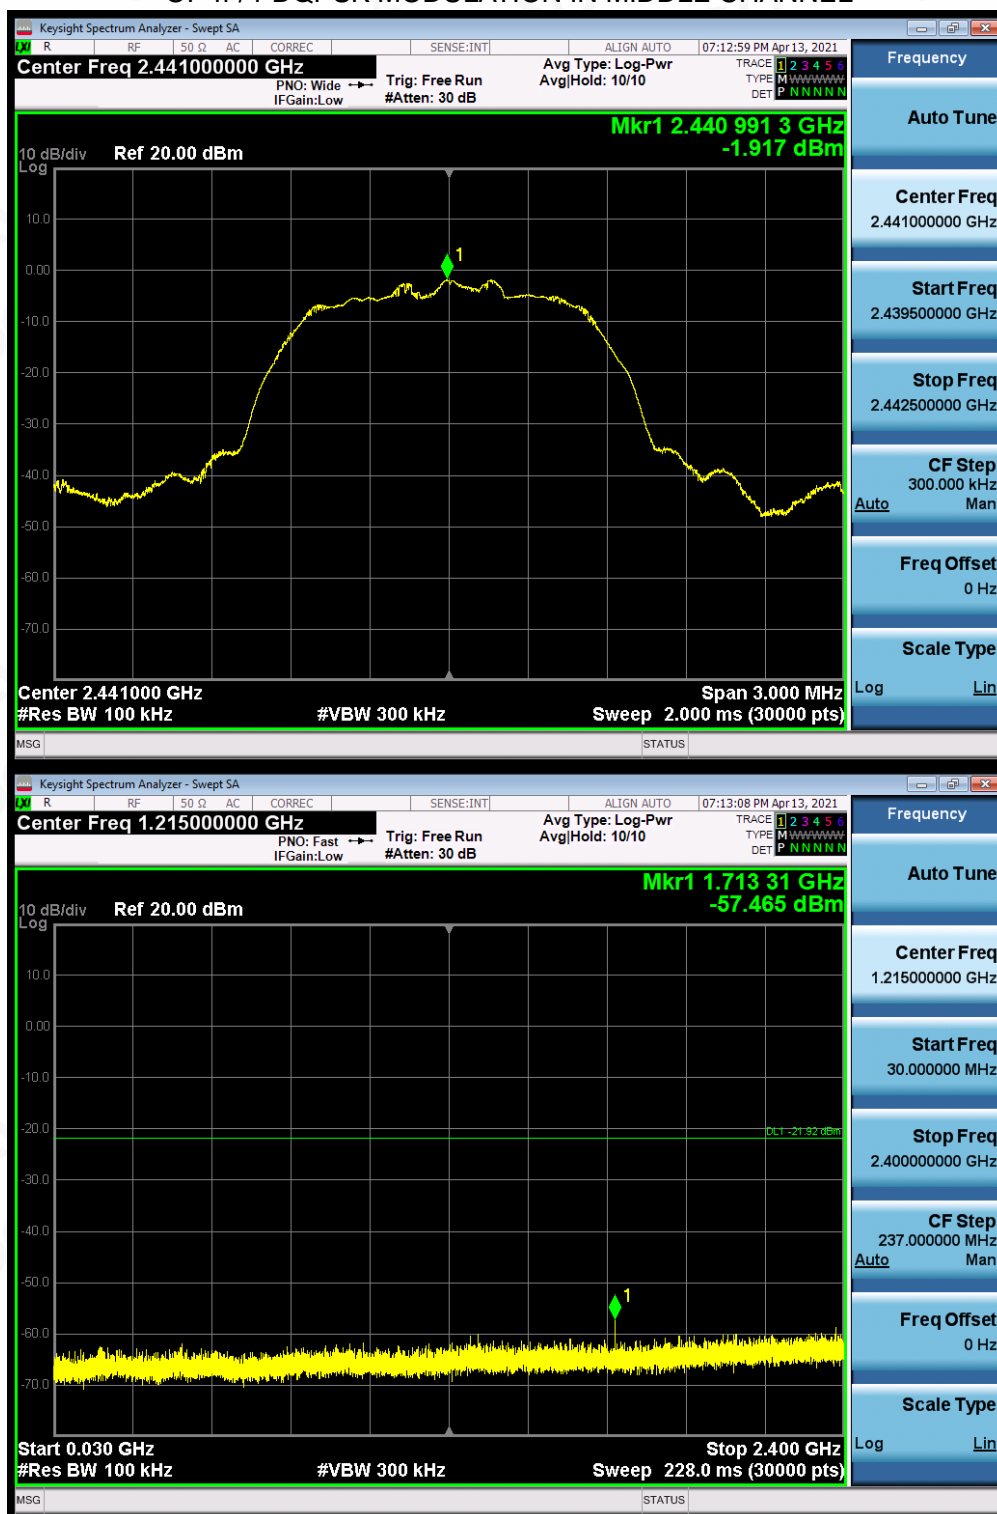 Keysight Spectrum Analyzer - Swept SA
LXI R RF 50 Ω AC CORREC SENSE:INT ALIGN AUTO 07:12:59 PM Apr 13, 2021
Center Freq 2.441000000 GHz
PNO: Wide
IFGain:Low
Trig: Free Run
#Atten: 30 dB
Avg Type: Log-Pwr
Avg|Hold: 10/10
TRACE 1 2 3 4 5 6
TYPE M WWWWW
DET P N N N N N
Mkr1 2.440 991 3 GHz
-1.917 dBm
10 dB/div Ref 20.00 dBm
Log
10.0
0.00
-10.0
-20.0
-30.0
-40.0
-50.0
-60.0
-70.0
1
Center 2.441000 GHz Span 3.000 MHz
#Res BW 100 kHz #VBW 300 kHz Sweep 2.000 ms (30000 pts)
MSG STATUS
Frequency
Auto Tune
Center Freq
2.441000000 GHz
Start Freq
2.439500000 GHz
Stop Freq
2.442500000 GHz
CF Step
300.000 kHz
Auto Man
Freq Offset
0 Hz
Scale Type
Log Lin
Keysight Spectrum Analyzer - Swept SA
LXI R RF 50 Ω AC CORREC SENSE:INT ALIGN AUTO 07:13:08 PM Apr 13, 2021
Center Freq 1.215000000 GHz
PNO: Fast
IFGain:Low
Trig: Free Run
#Atten: 30 dB
Avg Type: Log-Pwr
Avg|Hold: 10/10
TRACE 1 2 3 4 5 6
TYPE M WWWWW
DET P N N N N N
Mkr1 1.713 31 GHz
-57.465 dBm
10 dB/div Ref 20.00 dBm
Log
10.0
0.00
-10.0
-20.0
-30.0
-40.0
-50.0
-60.0
-70.0
DL1 -21.92 dBm
1
Start 0.030 GHz Stop 2.400 GHz
#Res BW 100 kHz #VBW 300 kHz Sweep 228.0 ms (30000 pts)
MSG STATUS
Frequency
Auto Tune
Center Freq
1.215000000 GHz
Start Freq
30.000000 MHz
Stop Freq
2.400000000 GHz
CF Step
237.000000 MHz
Auto Man
Freq Offset
0 Hz
Scale Type
Log Lin